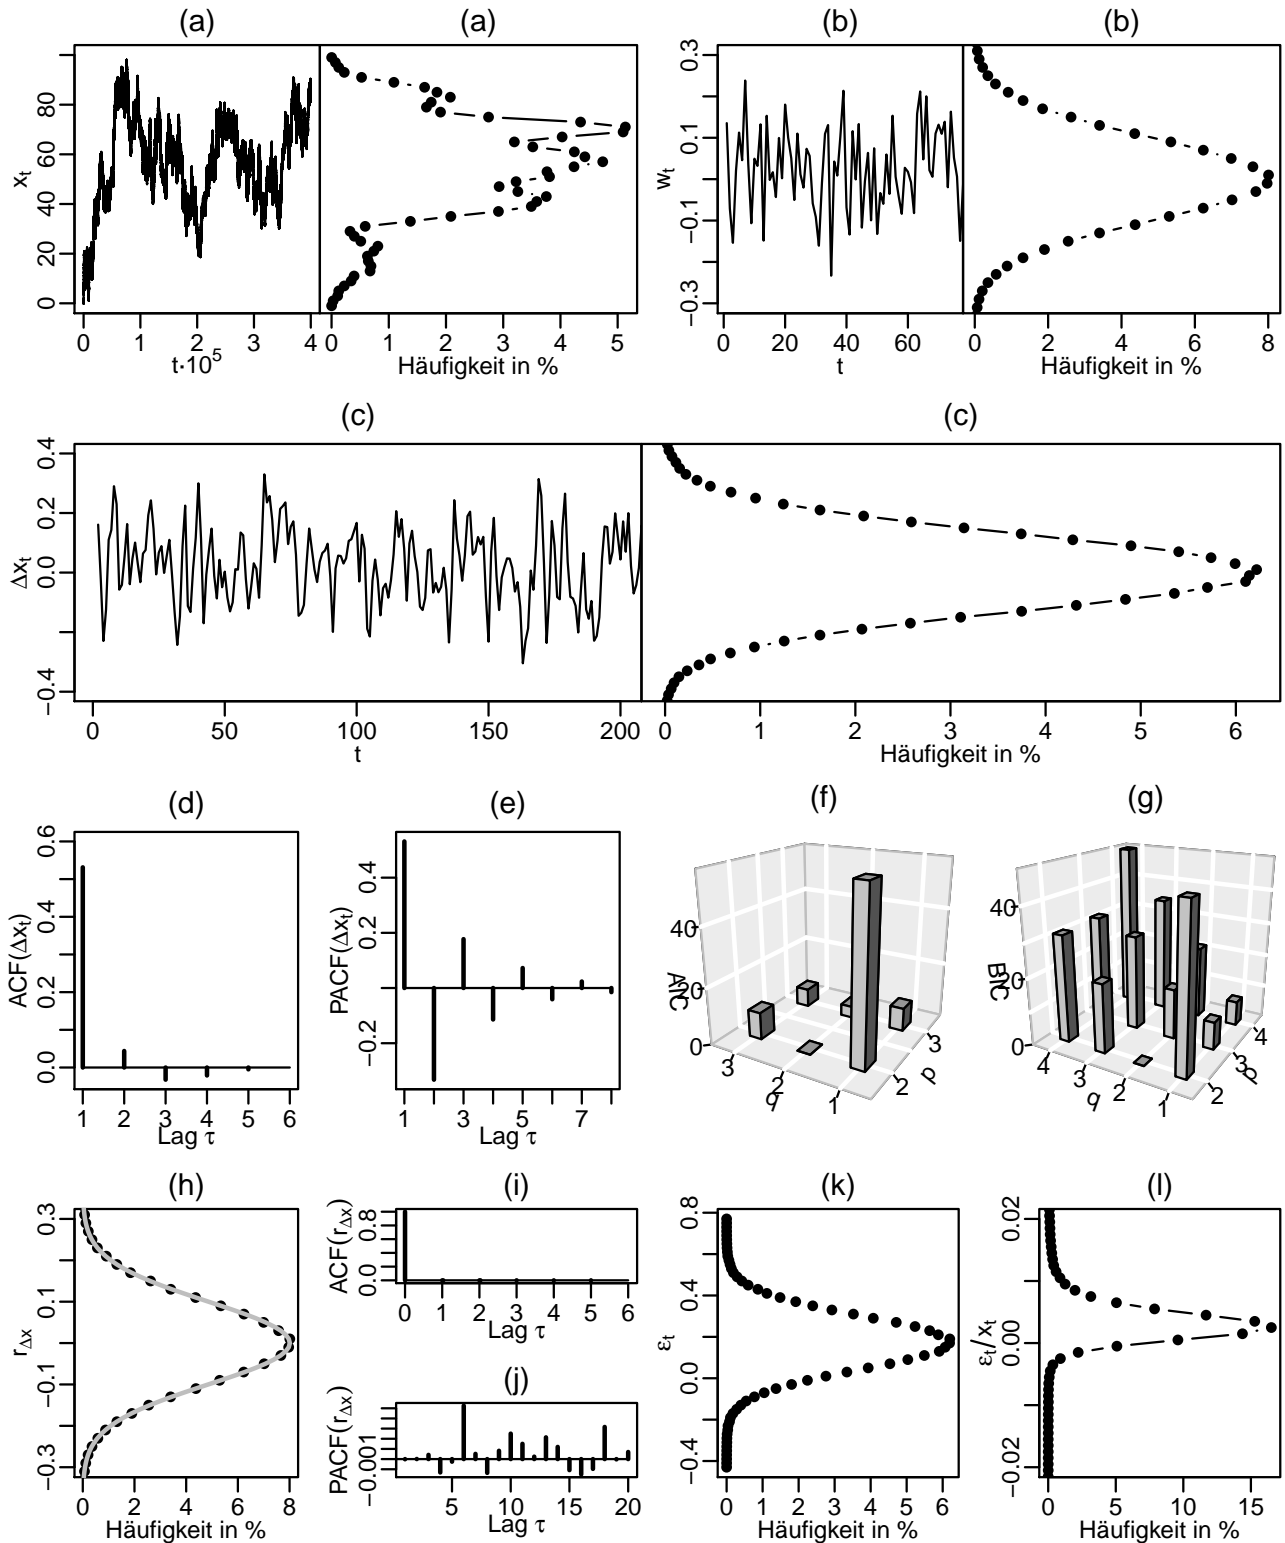 (a) (a) (b) (b)
x_t
0 20 40 60 80
0 1 2 3 4
t·10^5
0 1 2 3 4 5
Häufigkeit in %
w_t
−0.3 −0.1 0.1 0.3
0 20 40 60
t
0 2 4 6 8
Häufigkeit in %
(c) (c)
Δx_t
−0.4 0.0 0.2 0.4
0 50 100 150 200
t
0 1 2 3 4 5 6
Häufigkeit in %
(d) (e) (f) (g)
ACF(Δx_t)
0.0 0.2 0.4 0.6
1 2 3 4 5 6
Lag τ
PACF(Δx_t)
−0.2 0.2 0.4
1 3 5 7
Lag τ
AIC
0 20 40
3 2 1
q
2 3
p
BIC
0 20 40
4 3 2 1
q
2 3 4
p
(h) (i) (k) (l)
r_Δx
−0.3 −0.1 0.1 0.3
0 2 4 6 8
Häufigkeit in %
ACF(r_Δx)
0.0 0.8
0 1 2 3 4 5 6
Lag τ
(j)
PACF(r_Δx)
−0.001
5 10 15 20
Lag τ
ε_t
−0.4 0.0 0.4 0.8
0 1 2 3 4 5 6
Häufigkeit in %
ε_t/x_t
−0.02 0.00 0.02
0 5 10 15
Häufigkeit in %